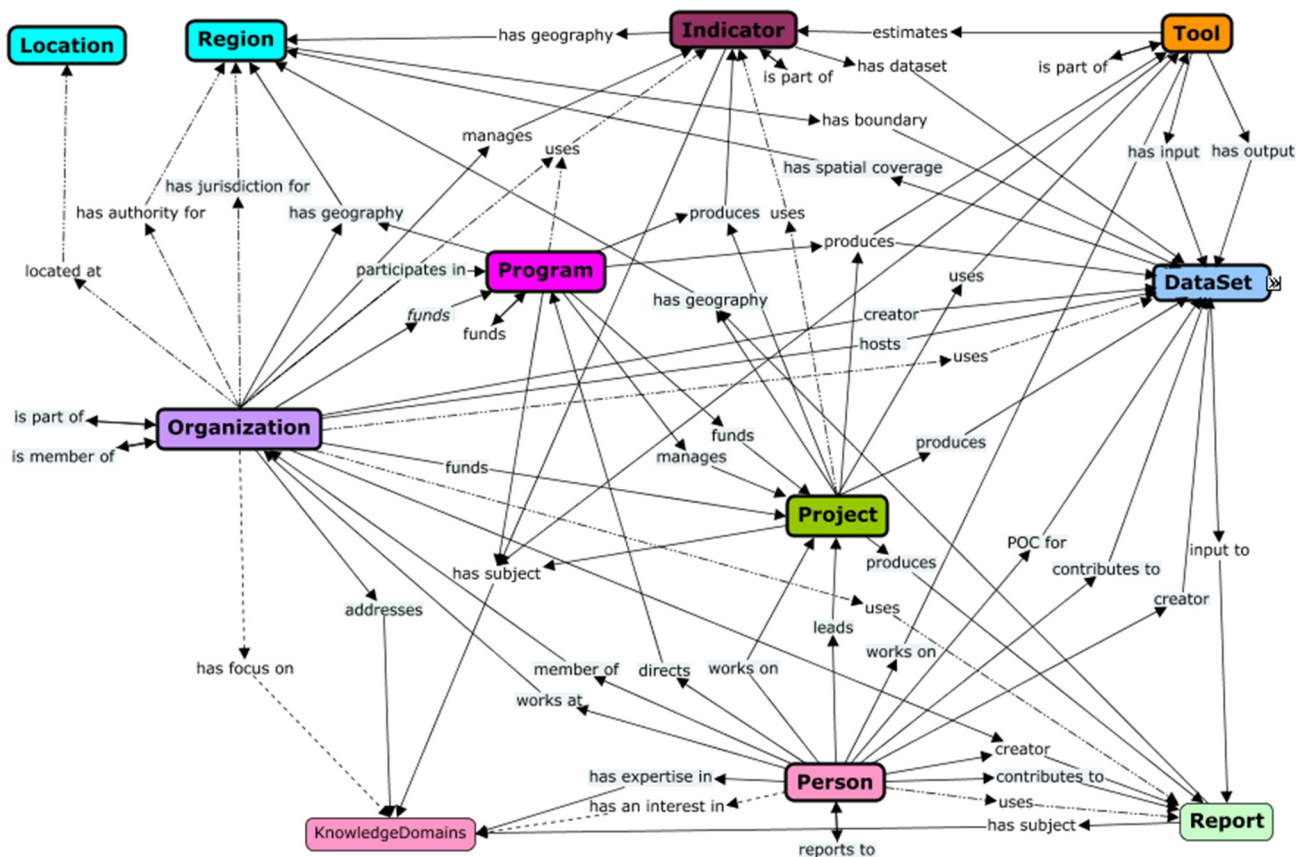 Location
Region
Indicator
Tool
has geography
estimates
is part of
is part of
has dataset
has boundary
manages
uses
has spatial coverage
has input
has output
has jurisdiction for
has authority for
has geography
produces
uses
produces
located at
participates in
Program
uses
DataSet
has geography
funds
funds
creator
hosts
uses
is part of
Organization
is member of
funds
manages
produces
funds
Project
has subject
produces
POC for
input to
contributes to
addresses
uses
creator
leads
has focus on
member of
directs
works on
works on
works at
creator
has expertise in
Person
contributes to
has an interest in
uses
KnowledgeDomains
has subject
Report
reports to